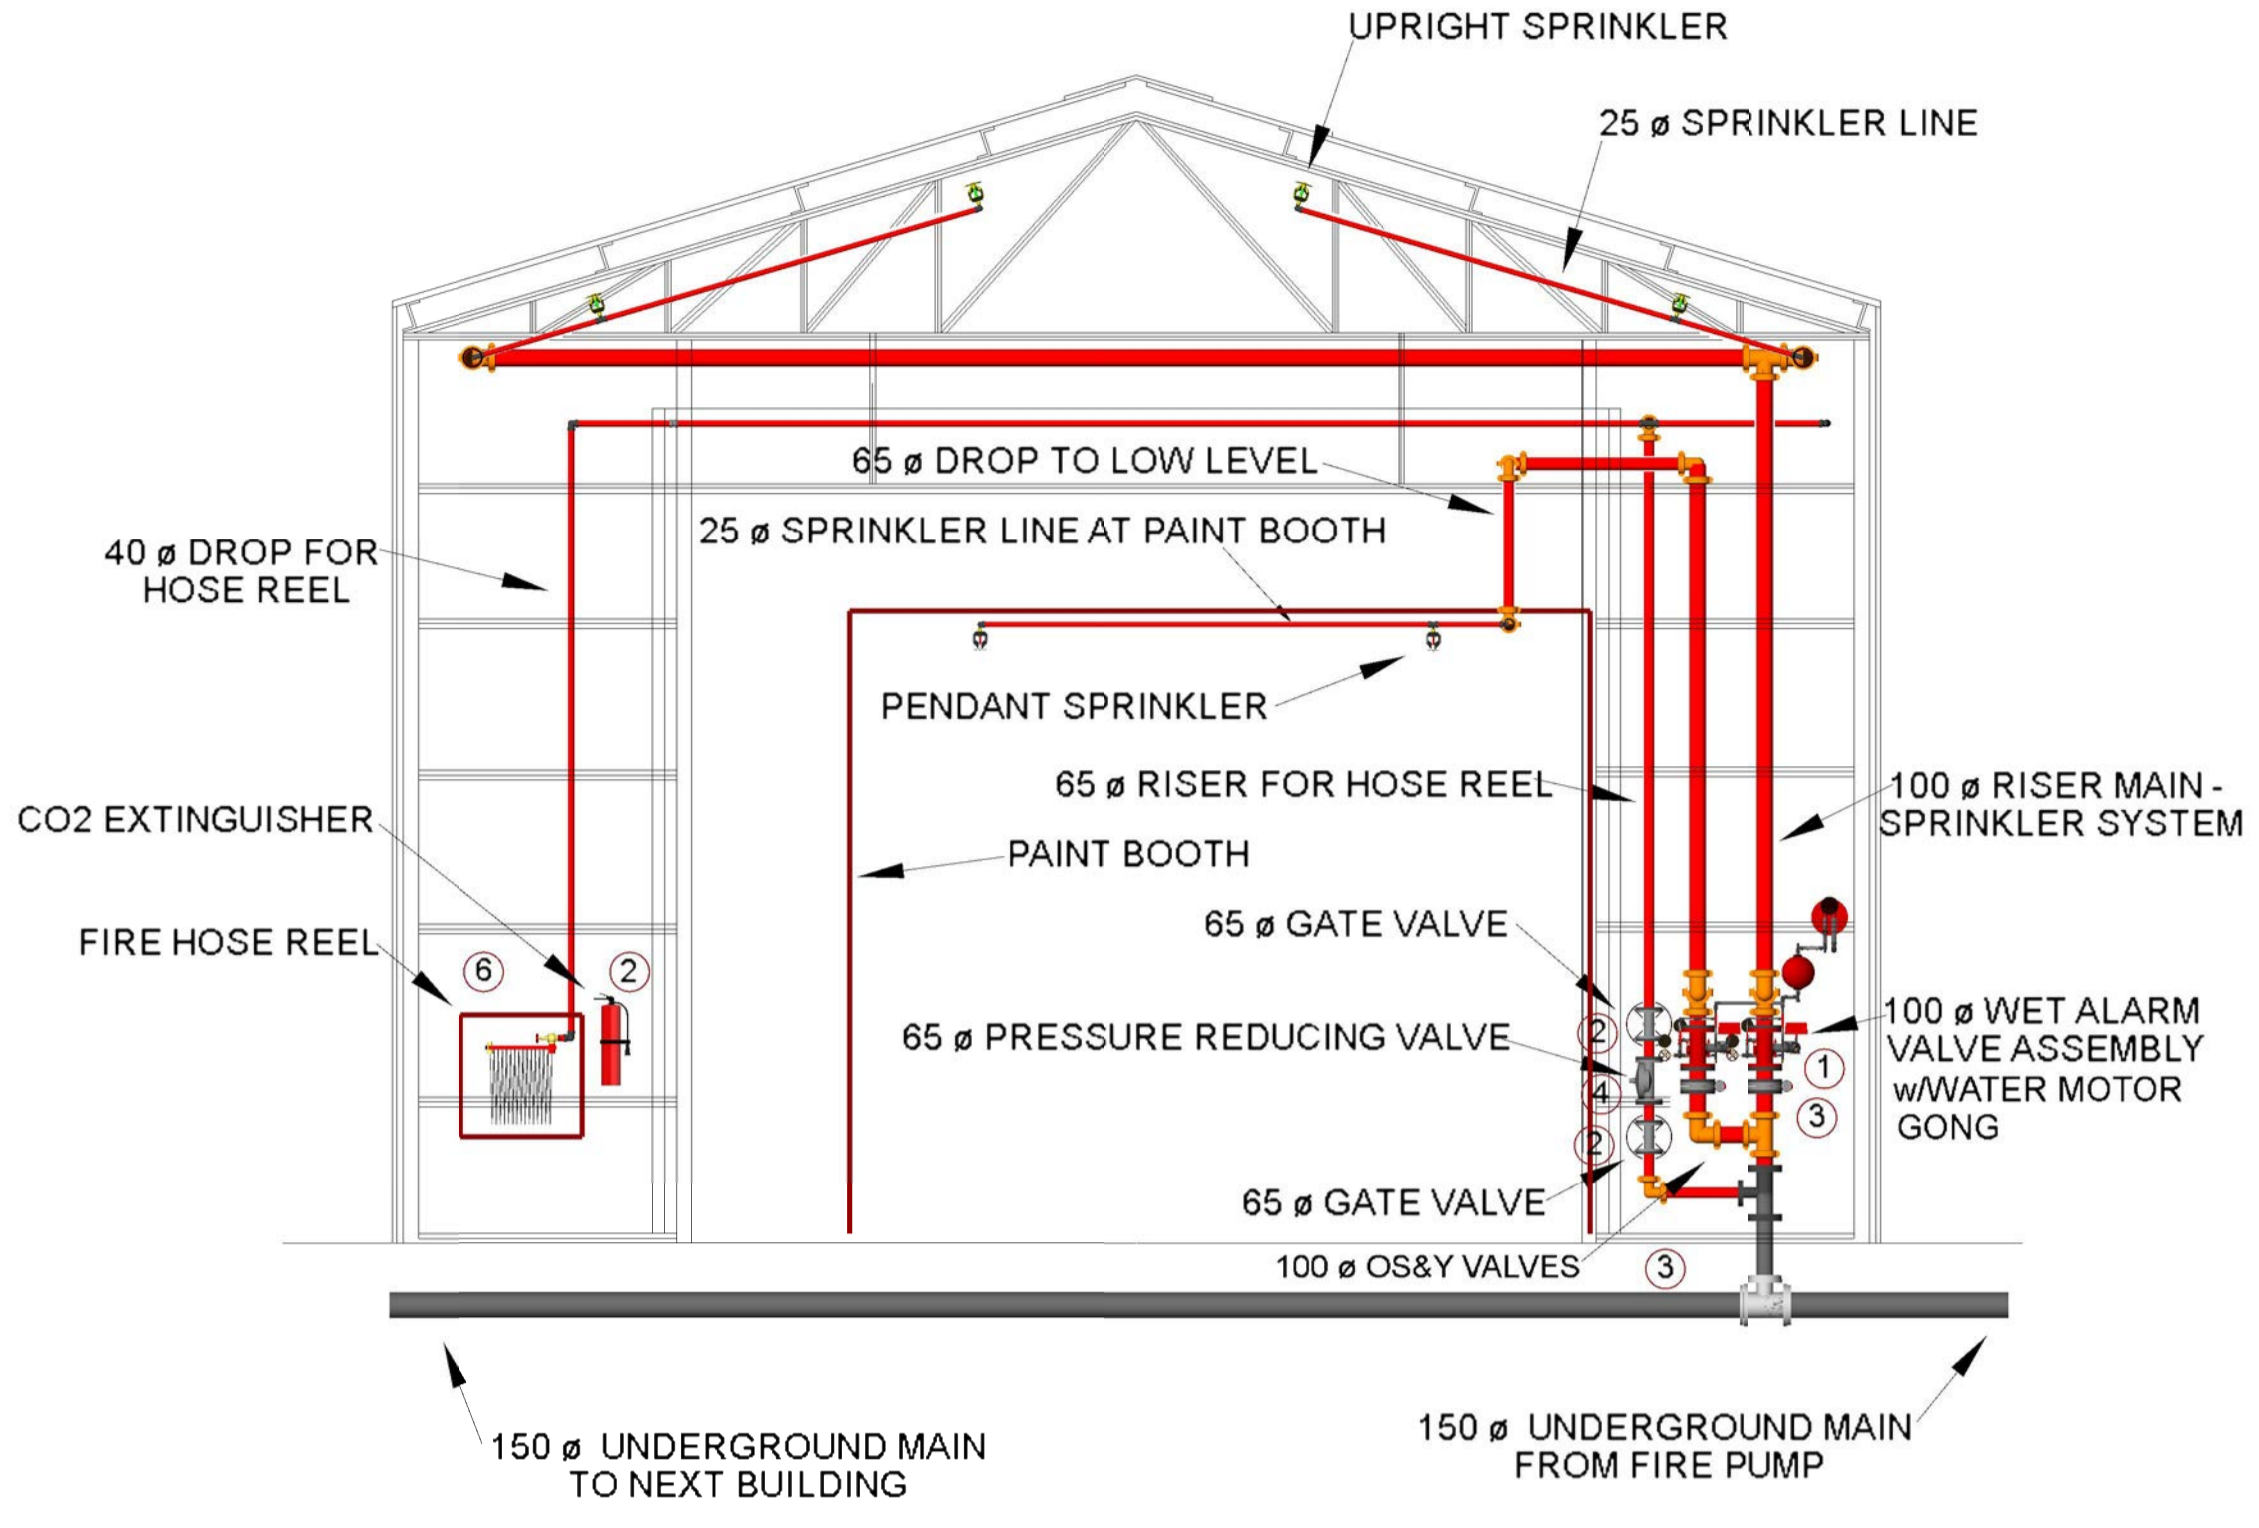 UPRIGHT SPRINKLER
25 ø SPRINKLER LINE
65 ø DROP TO LOW LEVEL
25 ø SPRINKLER LINE AT PAINT BOOTH
40 ø DROP FOR
HOSE REEL
PENDANT SPRINKLER
65 ø RISER FOR HOSE REEL
100 ø RISER MAIN -
SPRINKLER SYSTEM
CO2 EXTINGUISHER
PAINT BOOTH
65 ø GATE VALVE
FIRE HOSE REEL
6
2
65 ø PRESSURE REDUCING VALVE
2
100 ø WET ALARM
VALVE ASSEMBLY
w/WATER MOTOR
GONG
1
4
3
2
65 ø GATE VALVE
100 ø OS&Y VALVES
3
150 ø UNDERGROUND MAIN
TO NEXT BUILDING
150 ø UNDERGROUND MAIN
FROM FIRE PUMP